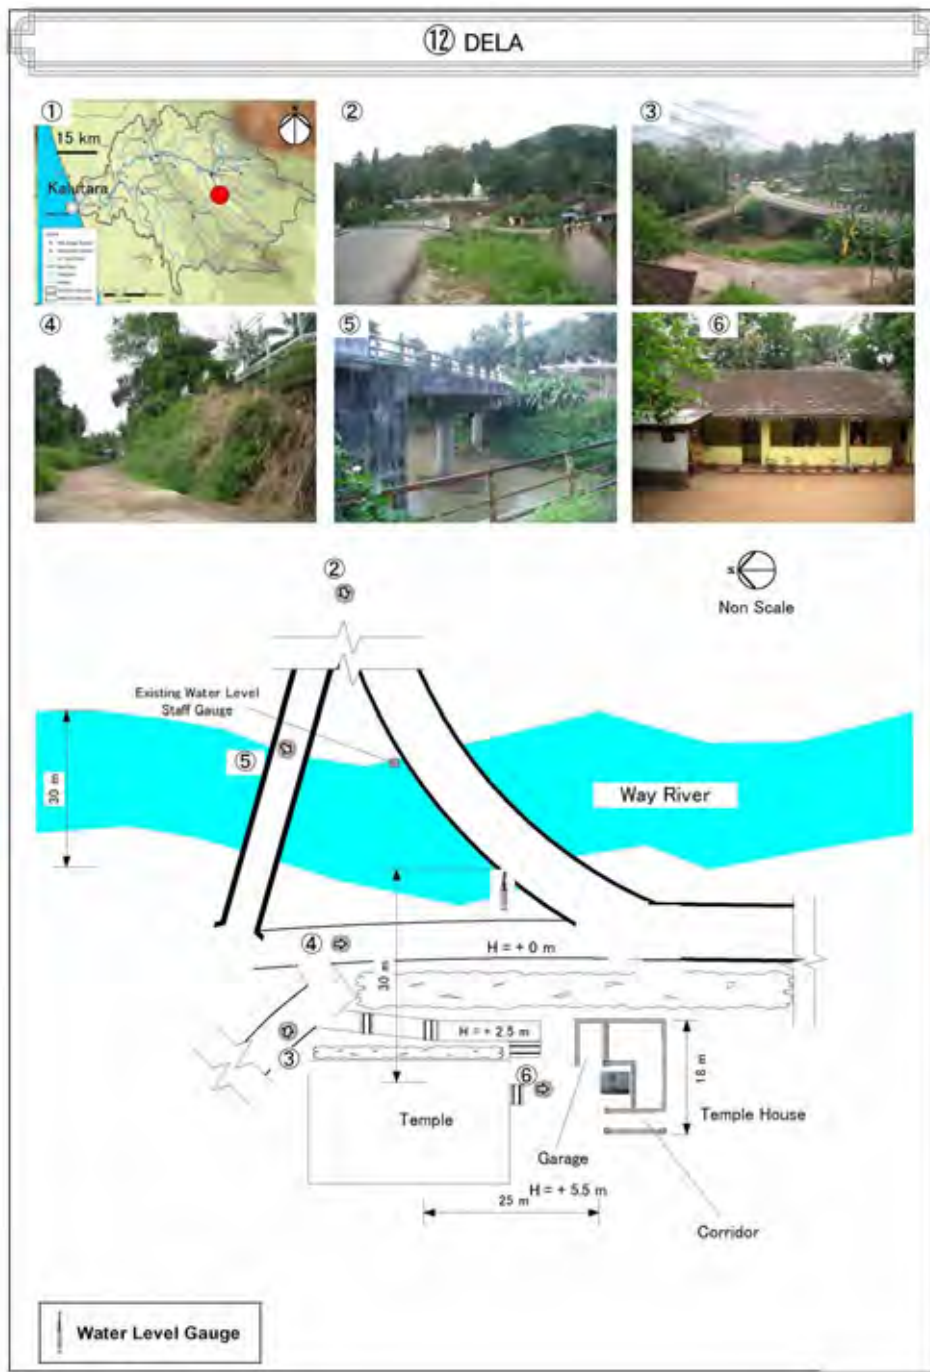 ⑫ DELA
① ② ③
15 km
Kalutara
④ ⑤ ⑥
②
Non Scale
Existing Water Level
Staff Gauge
⑤
30 m
Way River
④
H = + 0 m
30 m
H = + 2.5 m
③
⑥
18 m
Temple
Temple House
Garage
H = + 5.5 m
25 m
Corridor
Water Level Gauge